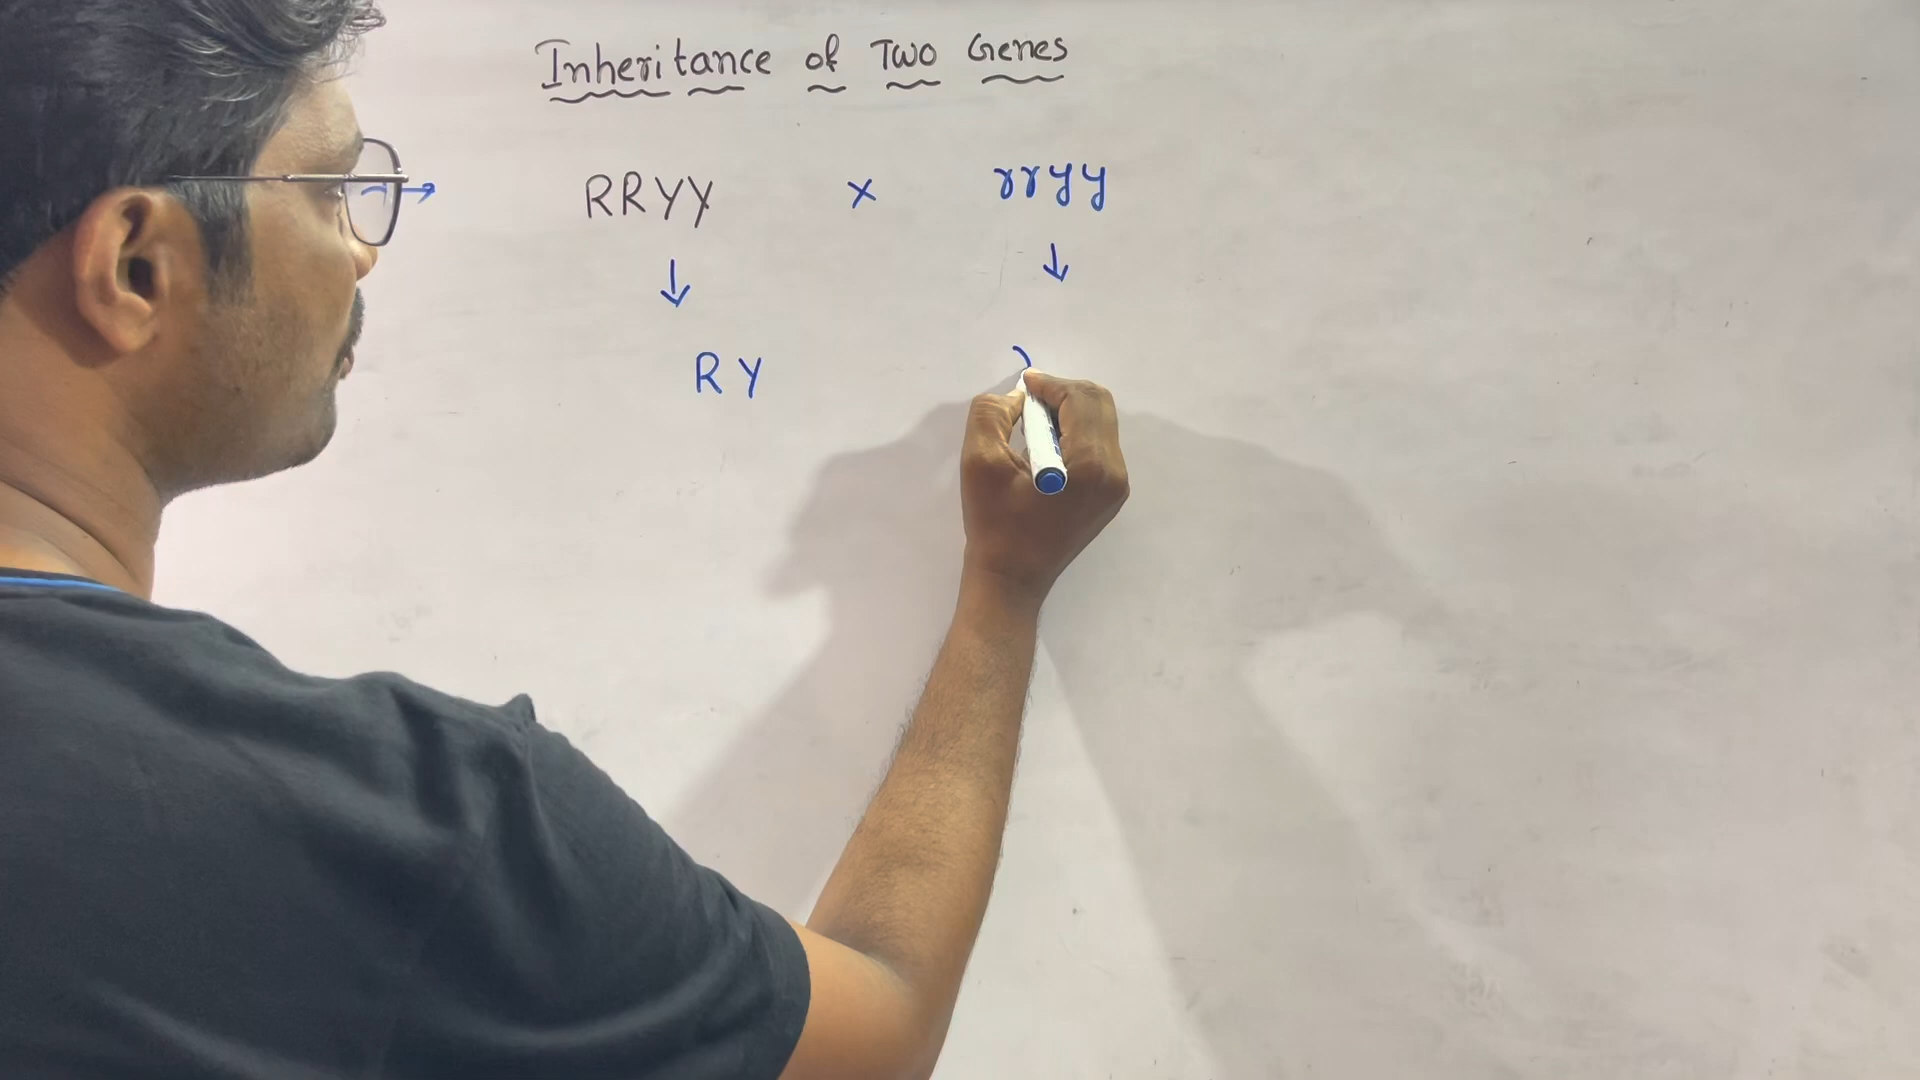 Inheritance of Two Genes
→ RRYY × rryy
↓ ↓
RY